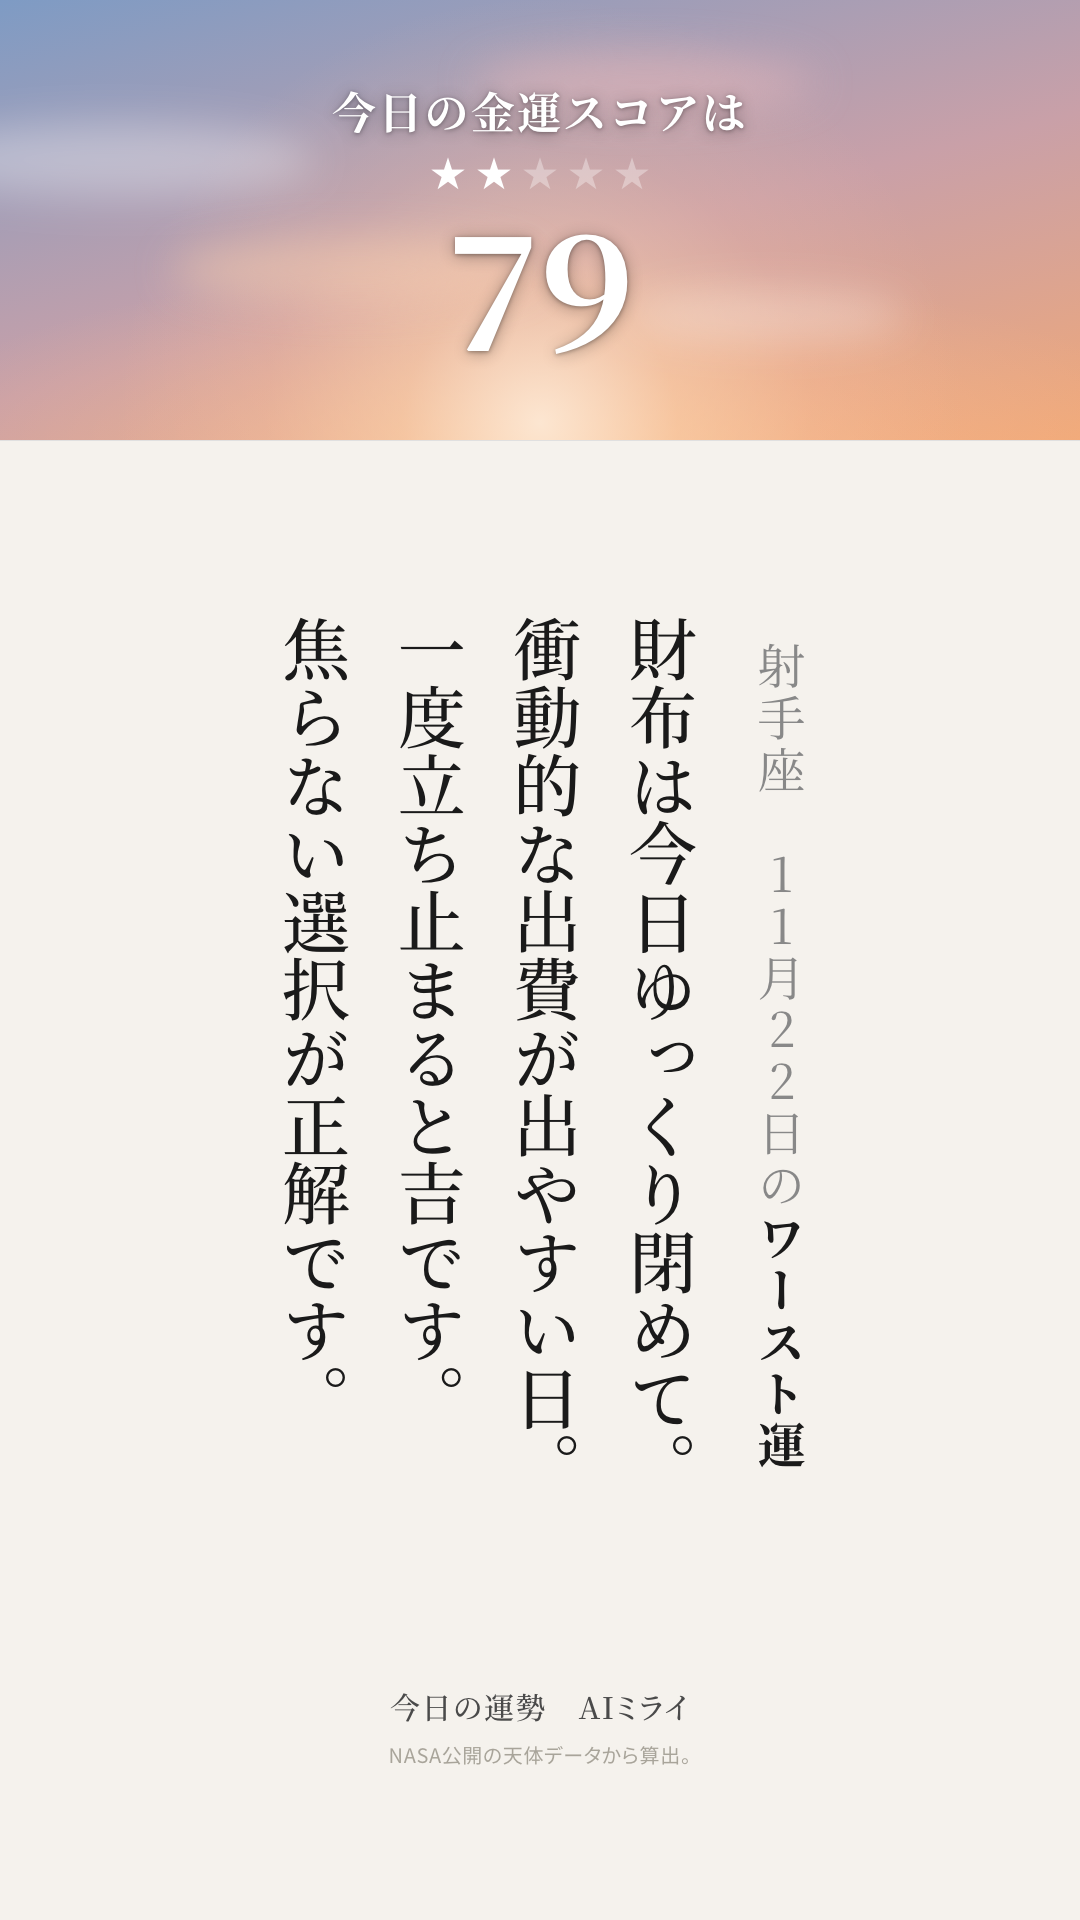 今日の金運スコアは
★★★★★
79
射手座　11月22日のワースト運
財布は今日ゆっくり閉めて。
衝動的な出費が出やすい日。
一度立ち止まると吉です。
焦らない選択が正解です。
今日の運勢　AIミライ
NASA公開の天体データから算出。